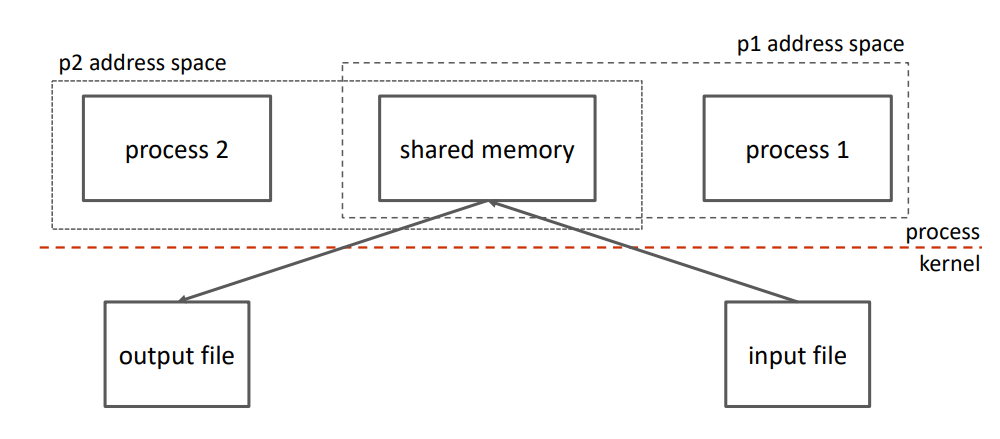 p1 address space
p2 address space
process 2
shared memory
process 1
process
kernel
output file
input file